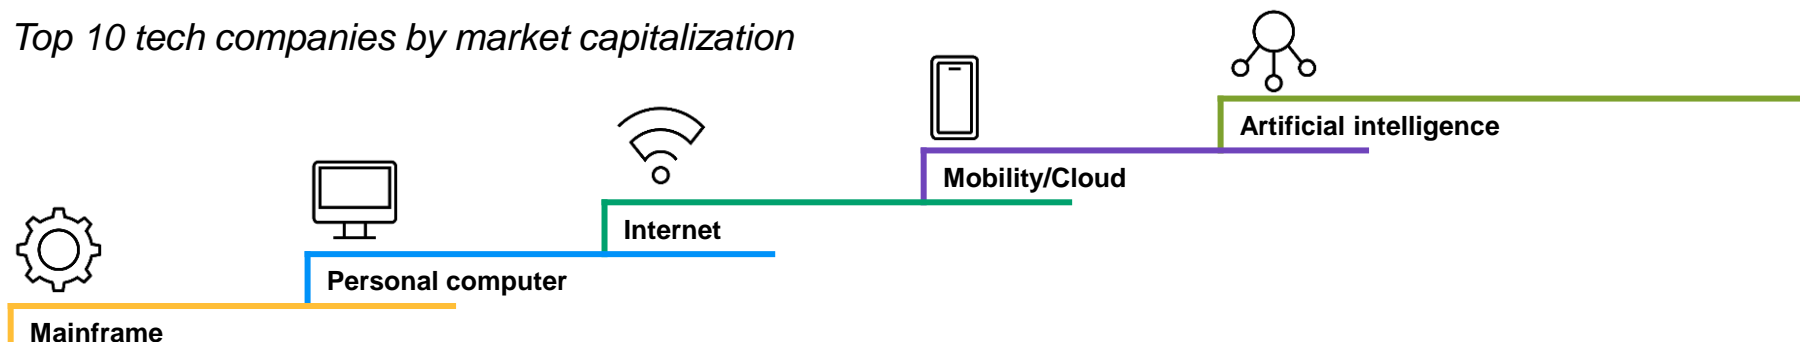 Top 10 tech companies by market capitalization
Artificial intelligence
Mobility/Cloud
Internet
Personal computer
Mainframe